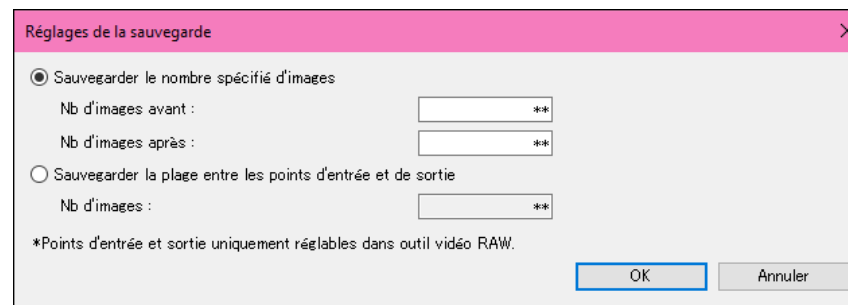 Réglages de la sauvegarde
Sauvegarder le nombre spécifié d'images
Nb d'images avant : **
Nb d'images après : **
Sauvegarder la plage entre les points d'entrée et de sortie
Nb d'images : **
*Points d'entrée et sortie uniquement réglables dans outil vidéo RAW.
OK Annuler